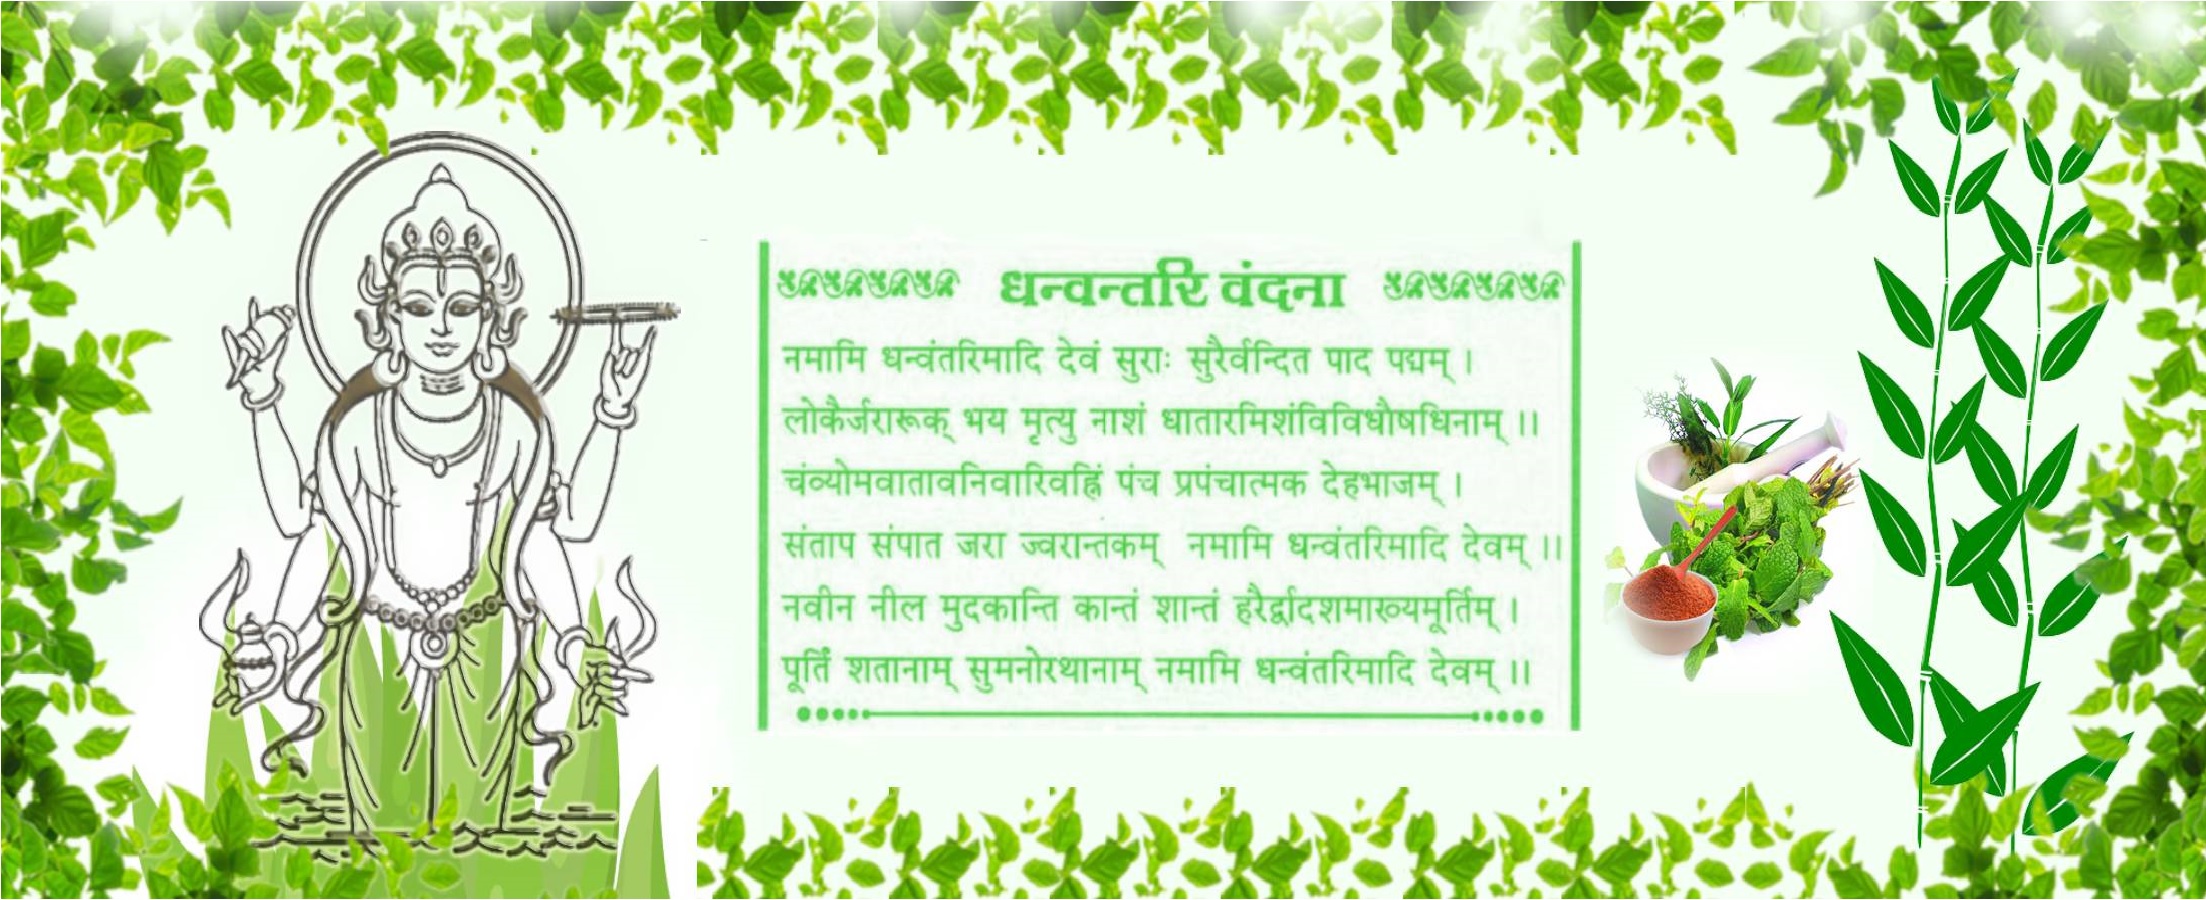 धन्वन्तरि वंदना
नमामि धन्वंतरिमादि देवं सुराः सुरैर्वन्दित पाद पद्मम् ।
लोकैर्जरारूक् भय मृत्यु नाशं धातारमिशंविविधौषधिनाम् ।।
चंव्योमवातावनिवारिवह्निं पंच प्रपंचात्मक देहभाजम् ।
संताप संपात जरा ज्वरान्तकम् नमामि धन्वंतरिमादि देवम् ।।
नवीन नील मुदकान्ति कान्तं शान्तं हरैर्द्वादशमाख्यमूर्तिम् ।
पूर्तिं शतानाम् सुमनोरथानाम् नमामि धन्वंतरिमादि देवम् ।।